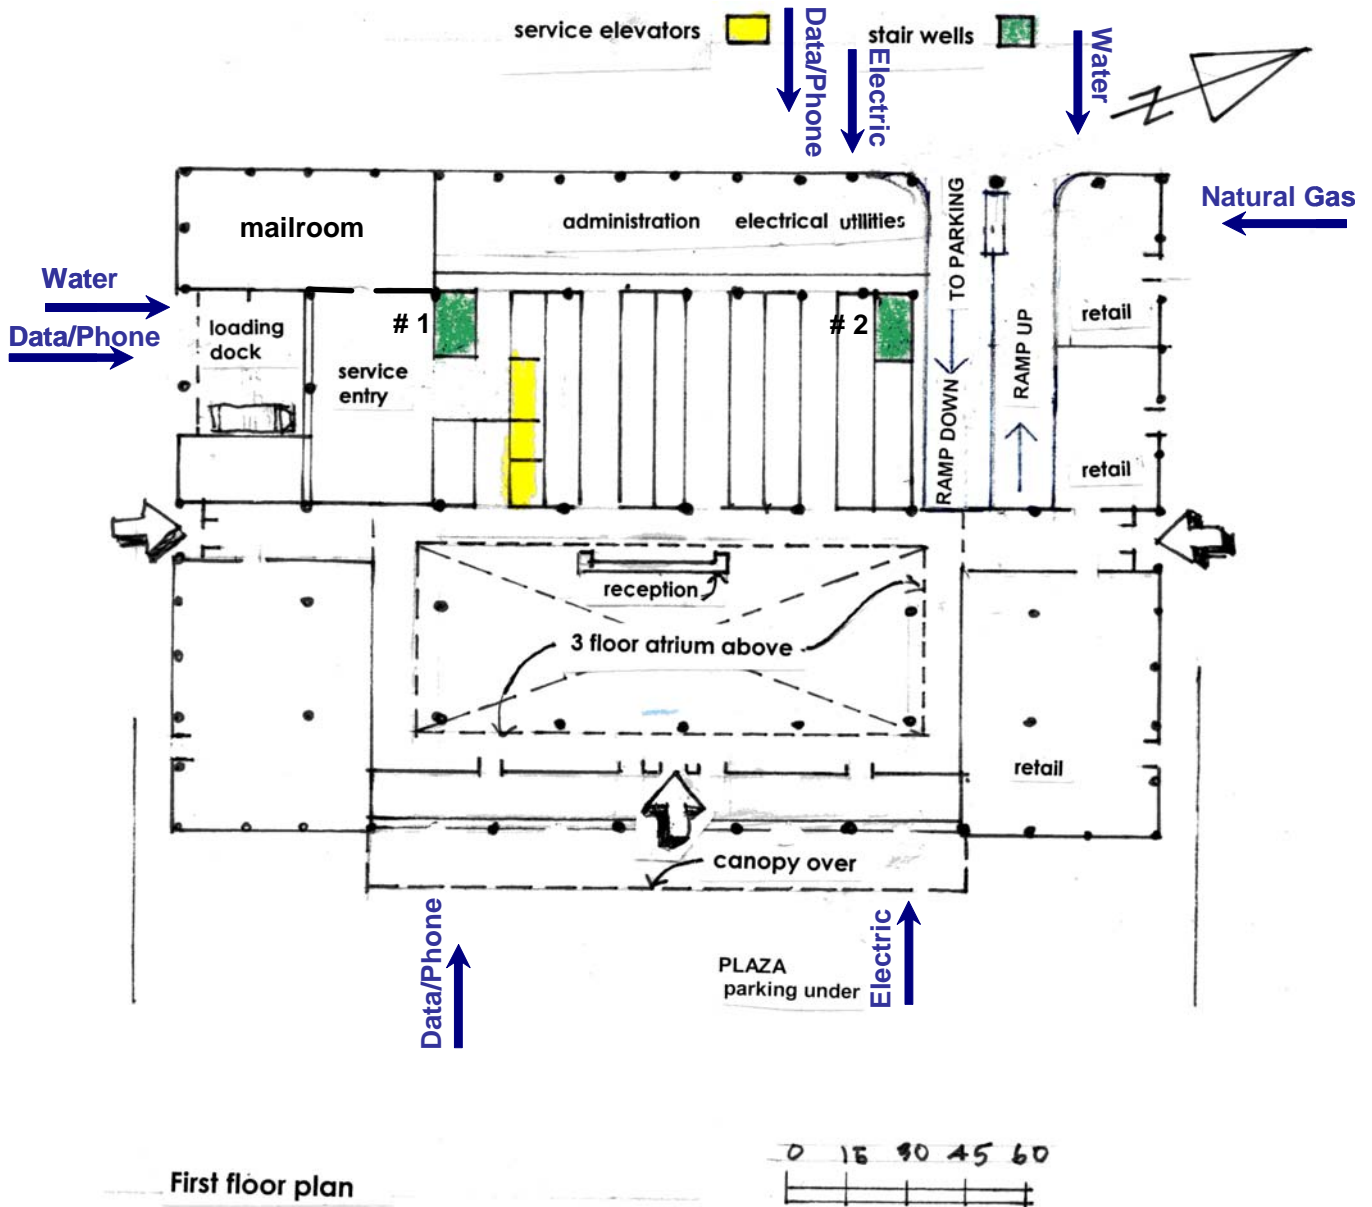 service elevators
stair wells
Data/Phone
Electric
Water
N
Natural Gas
mailroom
administration electrical utilities
TO PARKING
Water
Data/Phone
loading
dock
# 1
# 2
service
entry
RAMP DOWN
RAMP UP
retail
retail
reception
3 floor atrium above
retail
canopy over
Data/Phone
Electric
PLAZA
parking under
0 15 30 45 60
First floor plan